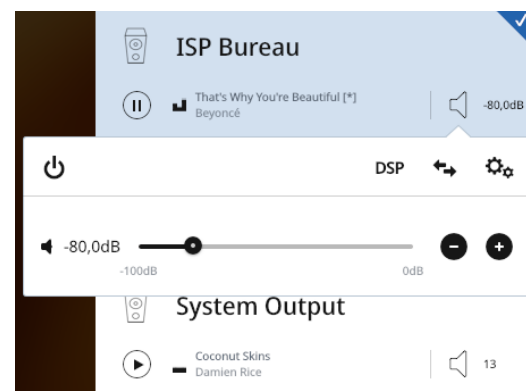 ISP Bureau
That's Why You're Beautiful [*]
Beyoncé
-80,0dB
DSP
-80,0dB
-100dB
0dB
System Output
Coconut Skins
Damien Rice
13